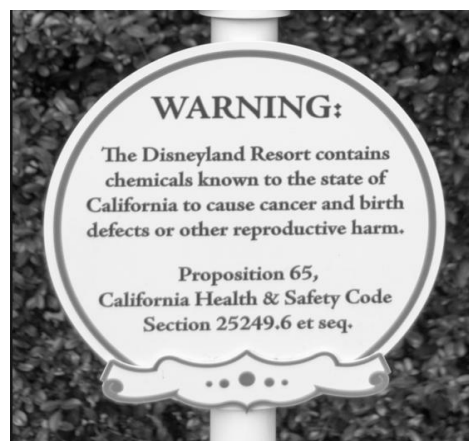 WARNING:
The Disneyland Resort contains
chemicals known to the state of
California to cause cancer and birth
defects or other reproductive harm.
Proposition 65,
California Health & Safety Code
Section 25249.6 et seq.